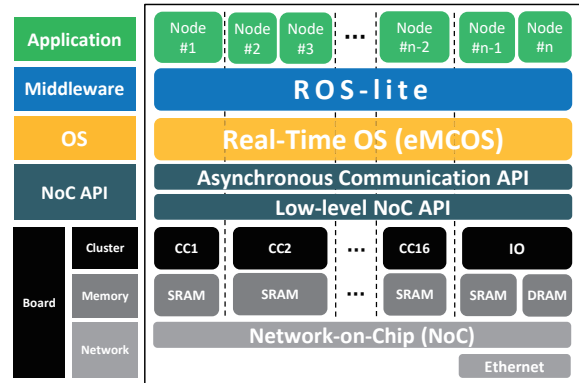 Application
Node #1
Node #2
Node #3
...
Node #n-2
Node #n-1
Node #n
Middleware
ROS-lite
OS
Real-Time OS (eMCOS)
NoC API
Asynchronous Communication API
Low-level NoC API
Board
Cluster
CC1
CC2
...
CC16
IO
Memory
SRAM
SRAM
...
SRAM
SRAM
DRAM
Network
Network-on-Chip (NoC)
Ethernet